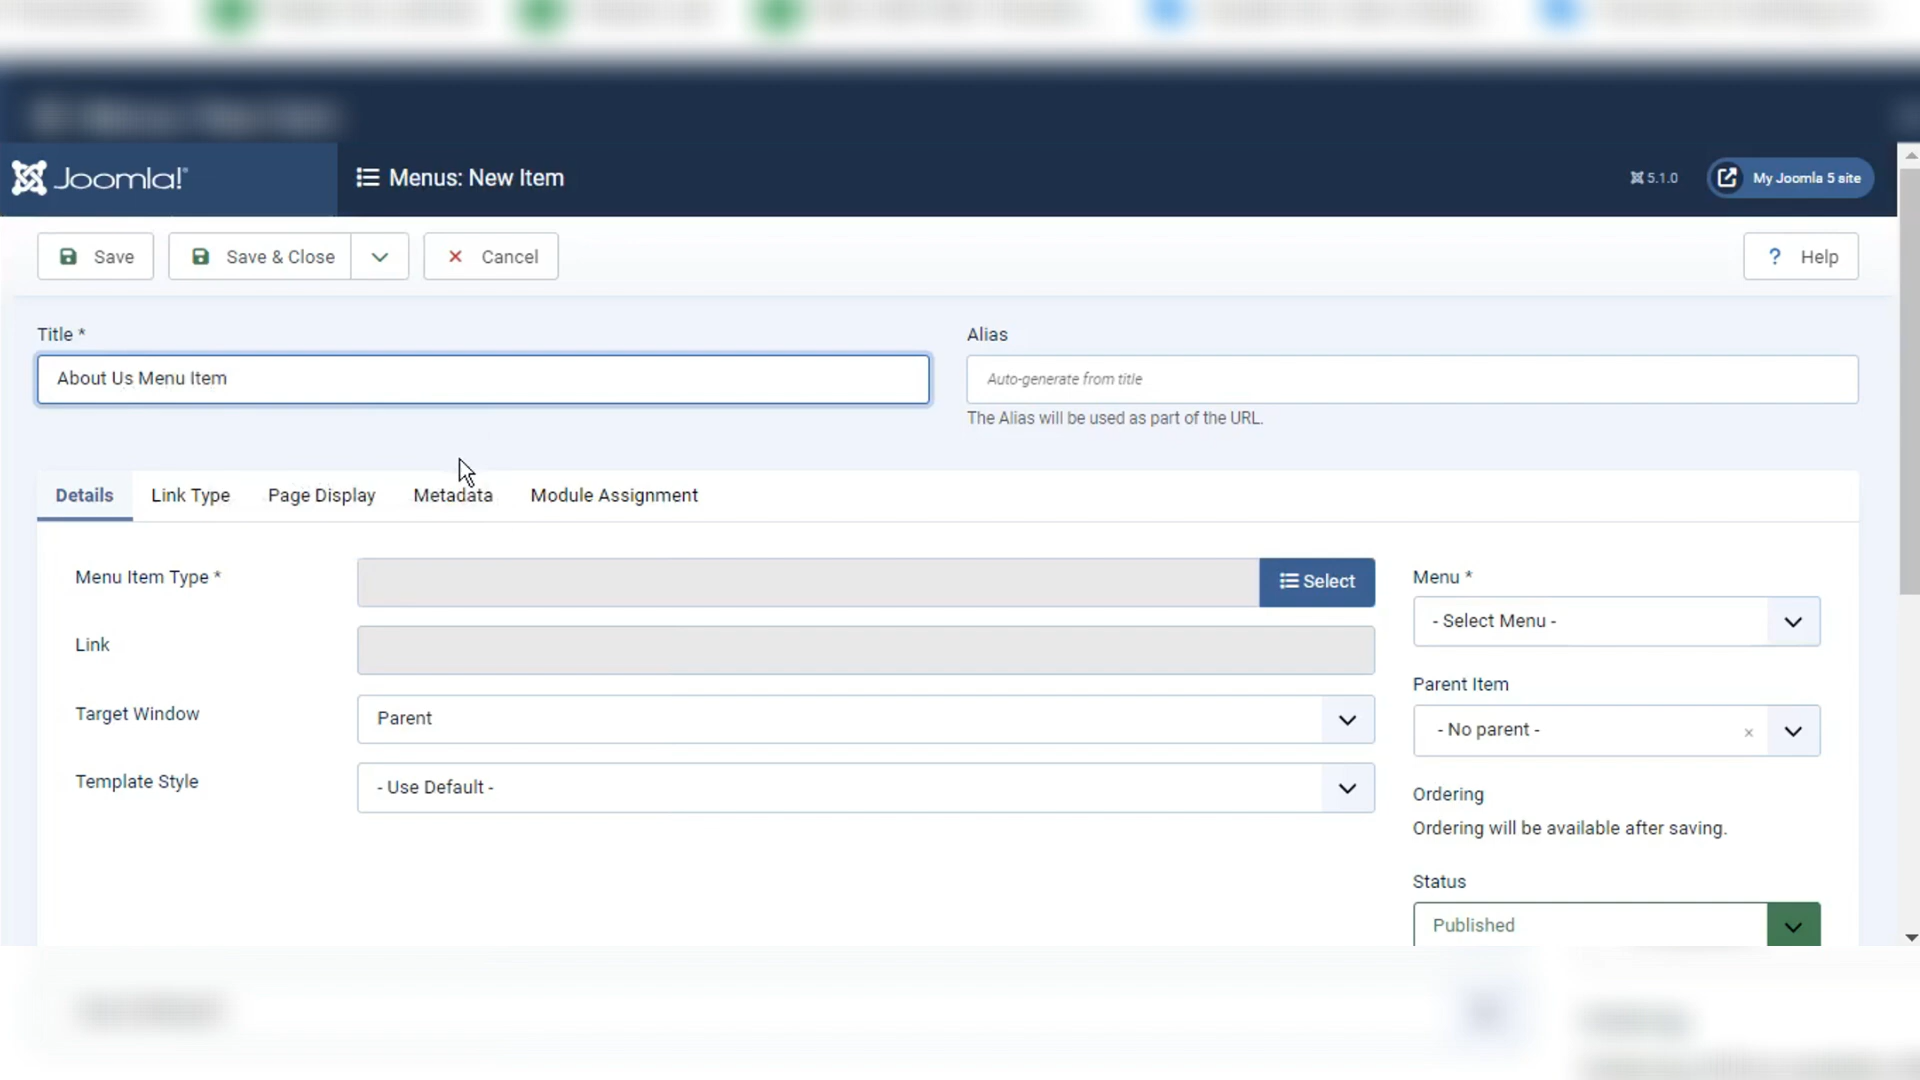 Joomla!®
Menus: New Item
5.1.0
My Joomla 5 site
Save
Save & Close
Cancel
? Help
Title *
Alias
About Us Menu Item
Auto-generate from title
The Alias will be used as part of the URL.
Details
Link Type
Page Display
Metadata
Module Assignment
Menu Item Type *
Select
Menu *
- Select Menu -
Link
Parent Item
Target Window
Parent
- No parent -
Template Style
- Use Default -
Ordering
Ordering will be available after saving.
Status
Published